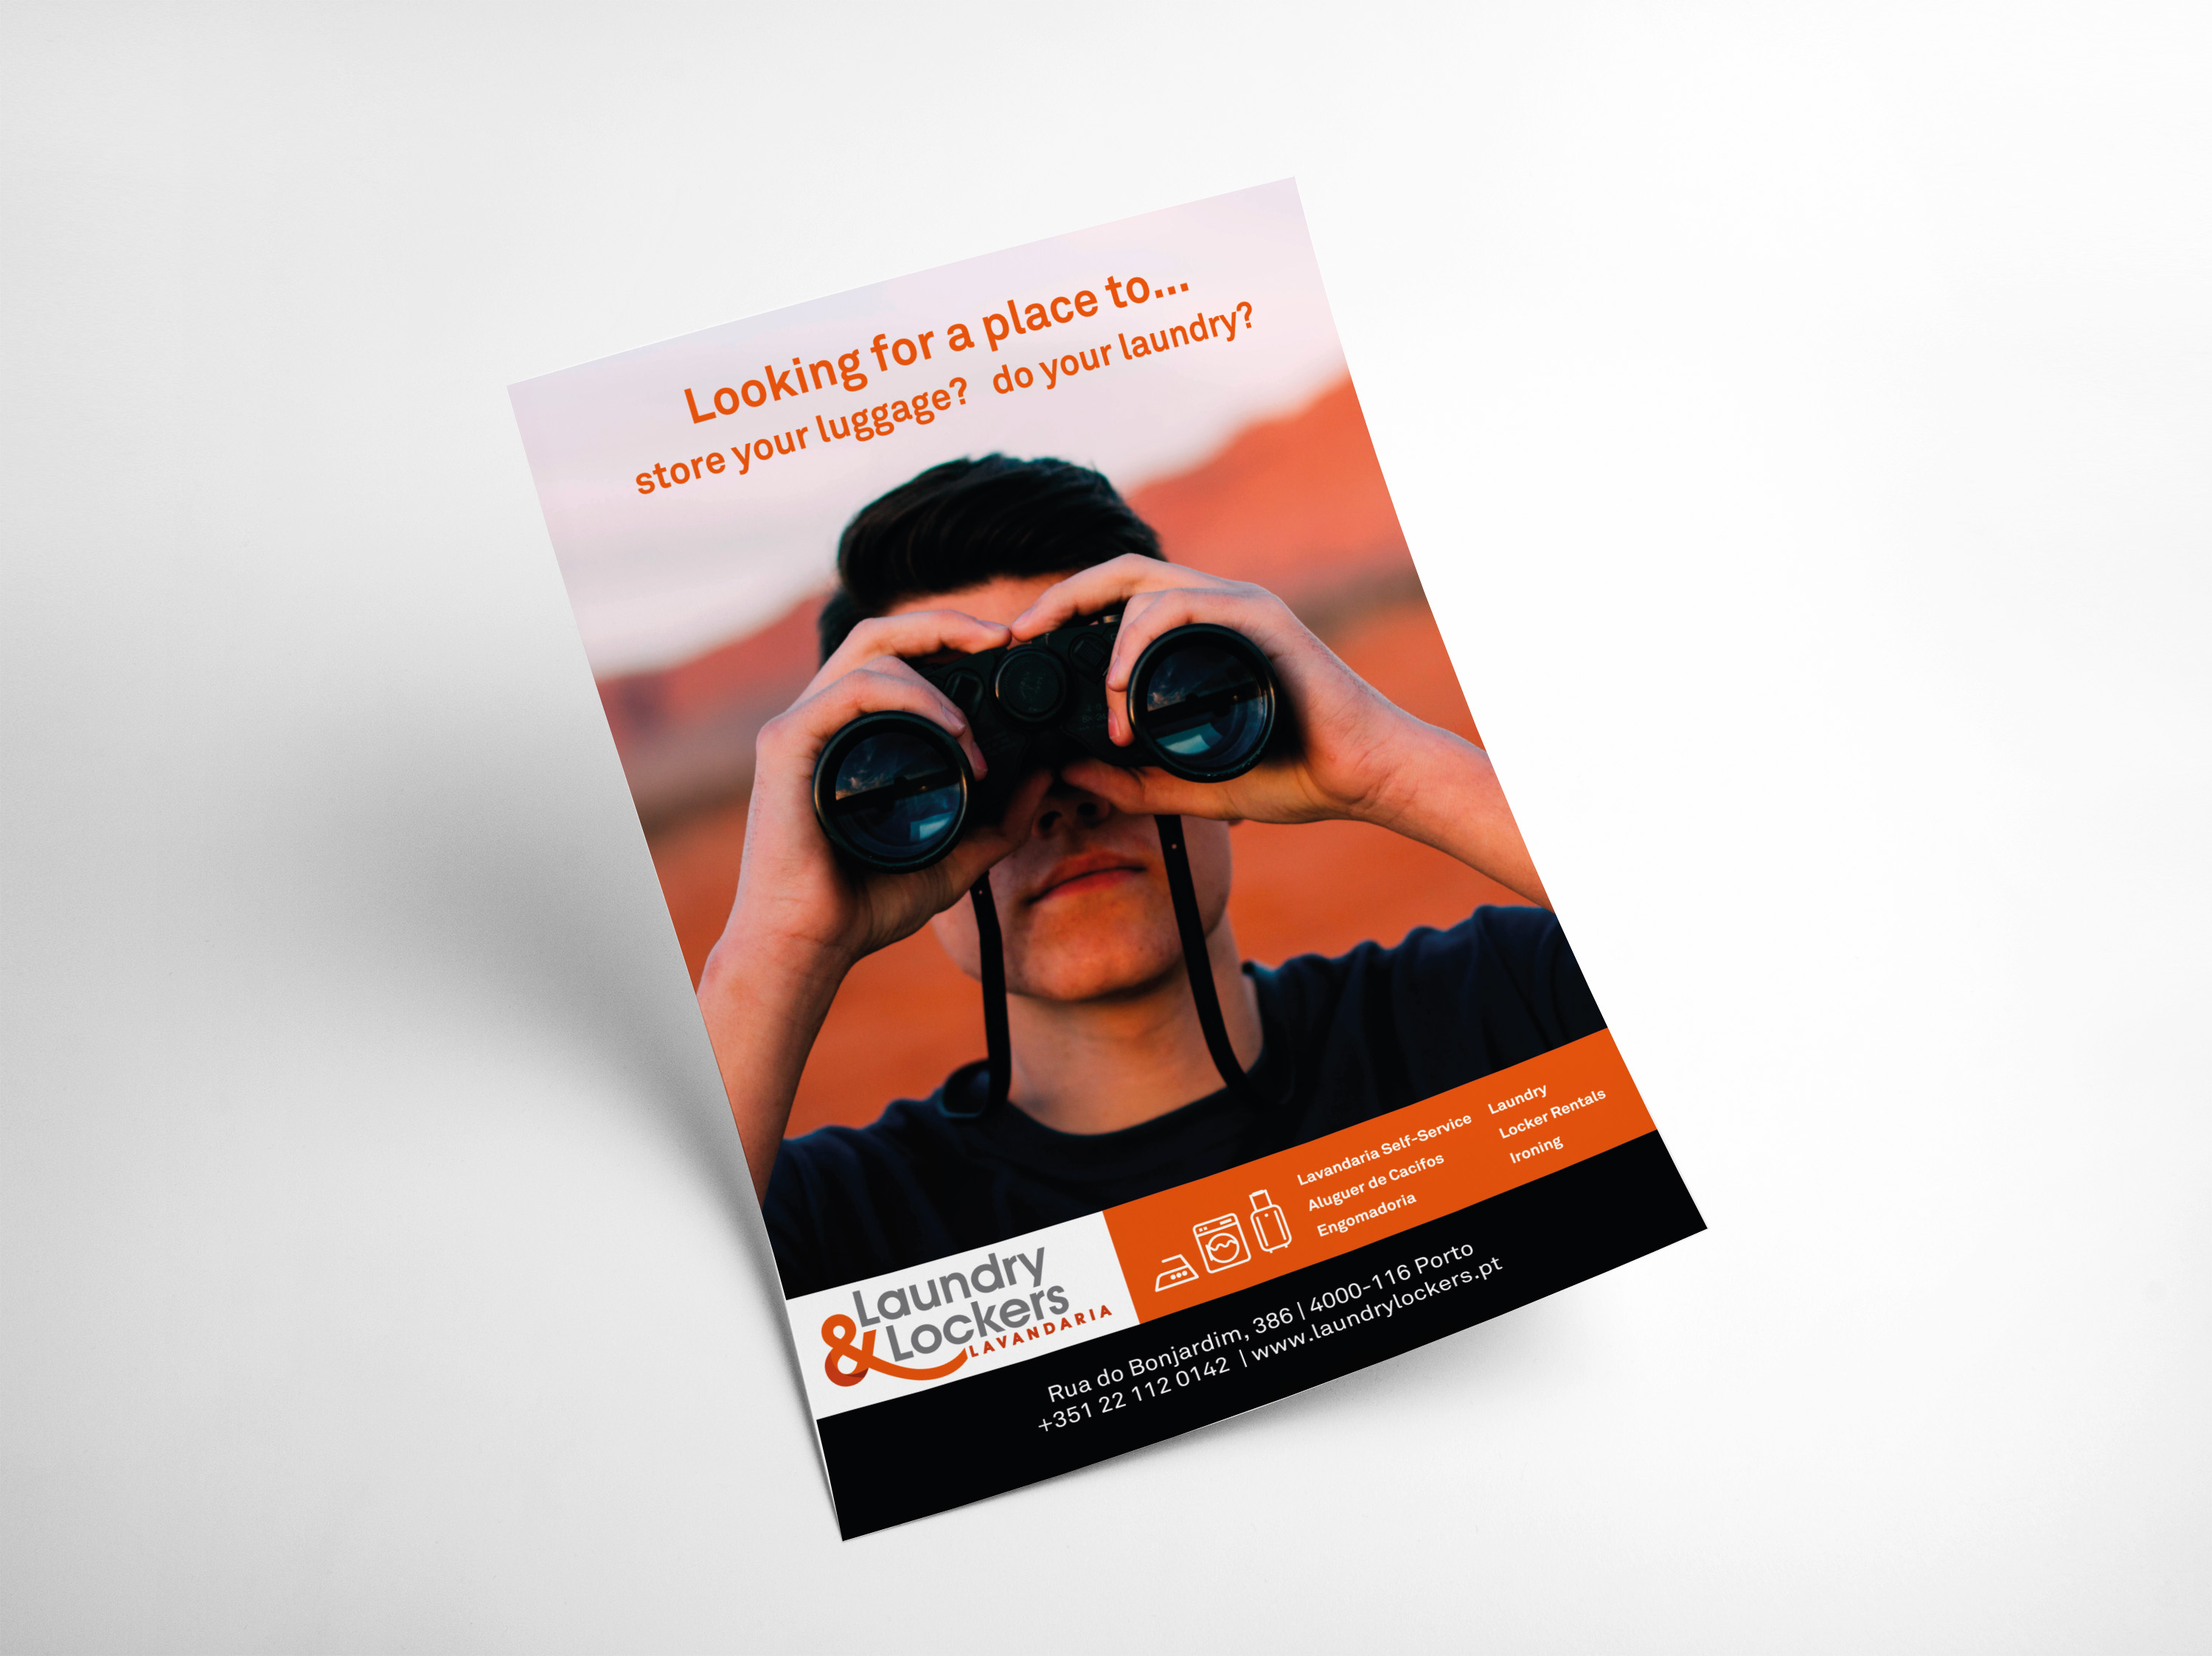 Looking for a place to...
store your luggage? do your laundry?
Lavandaria Self-Service
Aluguer de Cacifos
Engomadoria
Laundry
Locker Rentals
Ironing
Laundry
& Lockers
LAVANDARIA
Rua do Bonjardim, 386 | 4000-116 Porto
+351 22 112 0142 | www.laundrylockers.pt